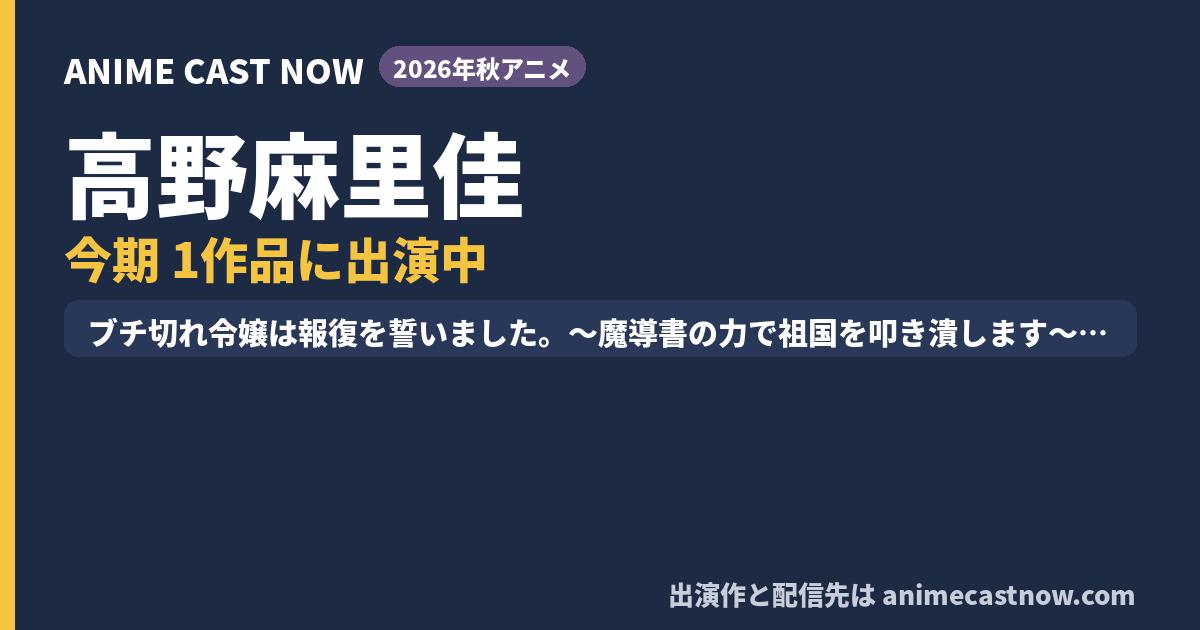 ANIME CAST NOW 2026年秋アニメ
高野麻里佳
今期 1作品に出演中
ブチ切れ令嬢は報復を誓いました。～魔導書の力で祖国を叩き潰します～…
出演作と配信先は animecastnow.com